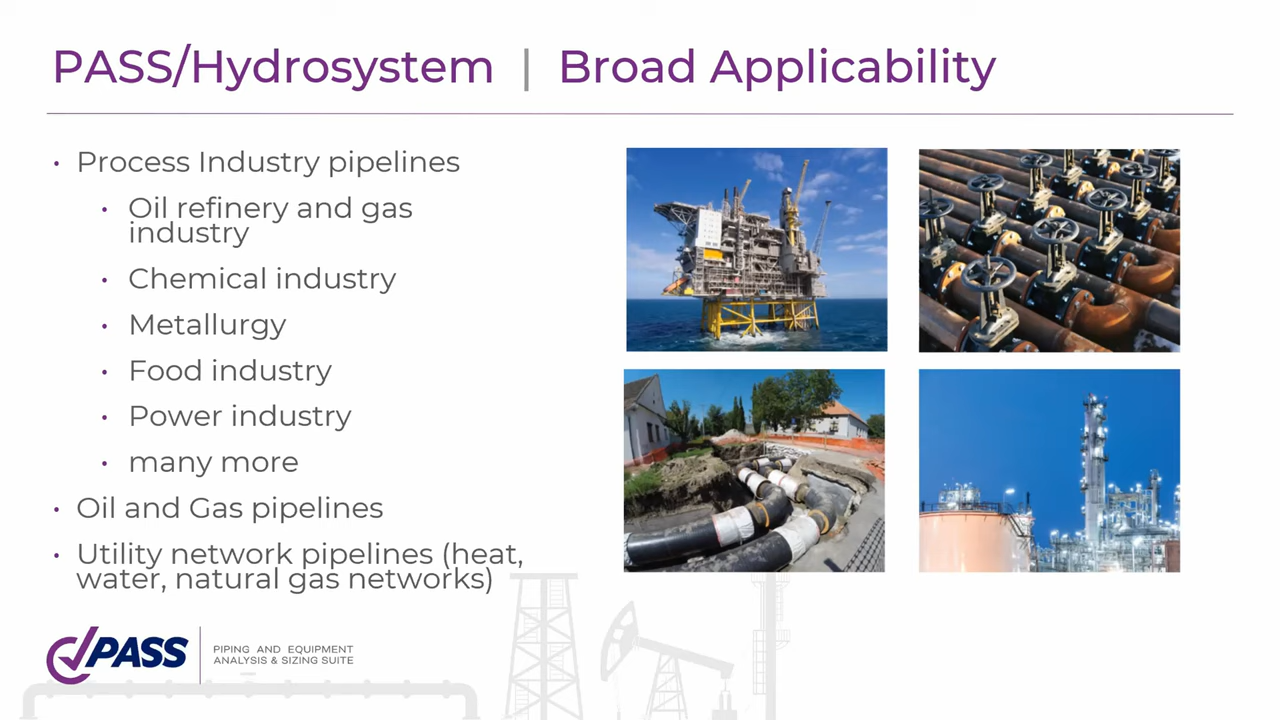 PASS/Hydrosystem | Broad Applicability
• Process Industry pipelines
• Oil refinery and gas
industry
• Chemical industry
• Metallurgy
• Food industry
• Power industry
• many more
• Oil and Gas pipelines
• Utility network pipelines (heat,
water, natural gas networks)
PASS
PIPING AND EQUIPMENT
ANALYSIS & SIZING SUITE